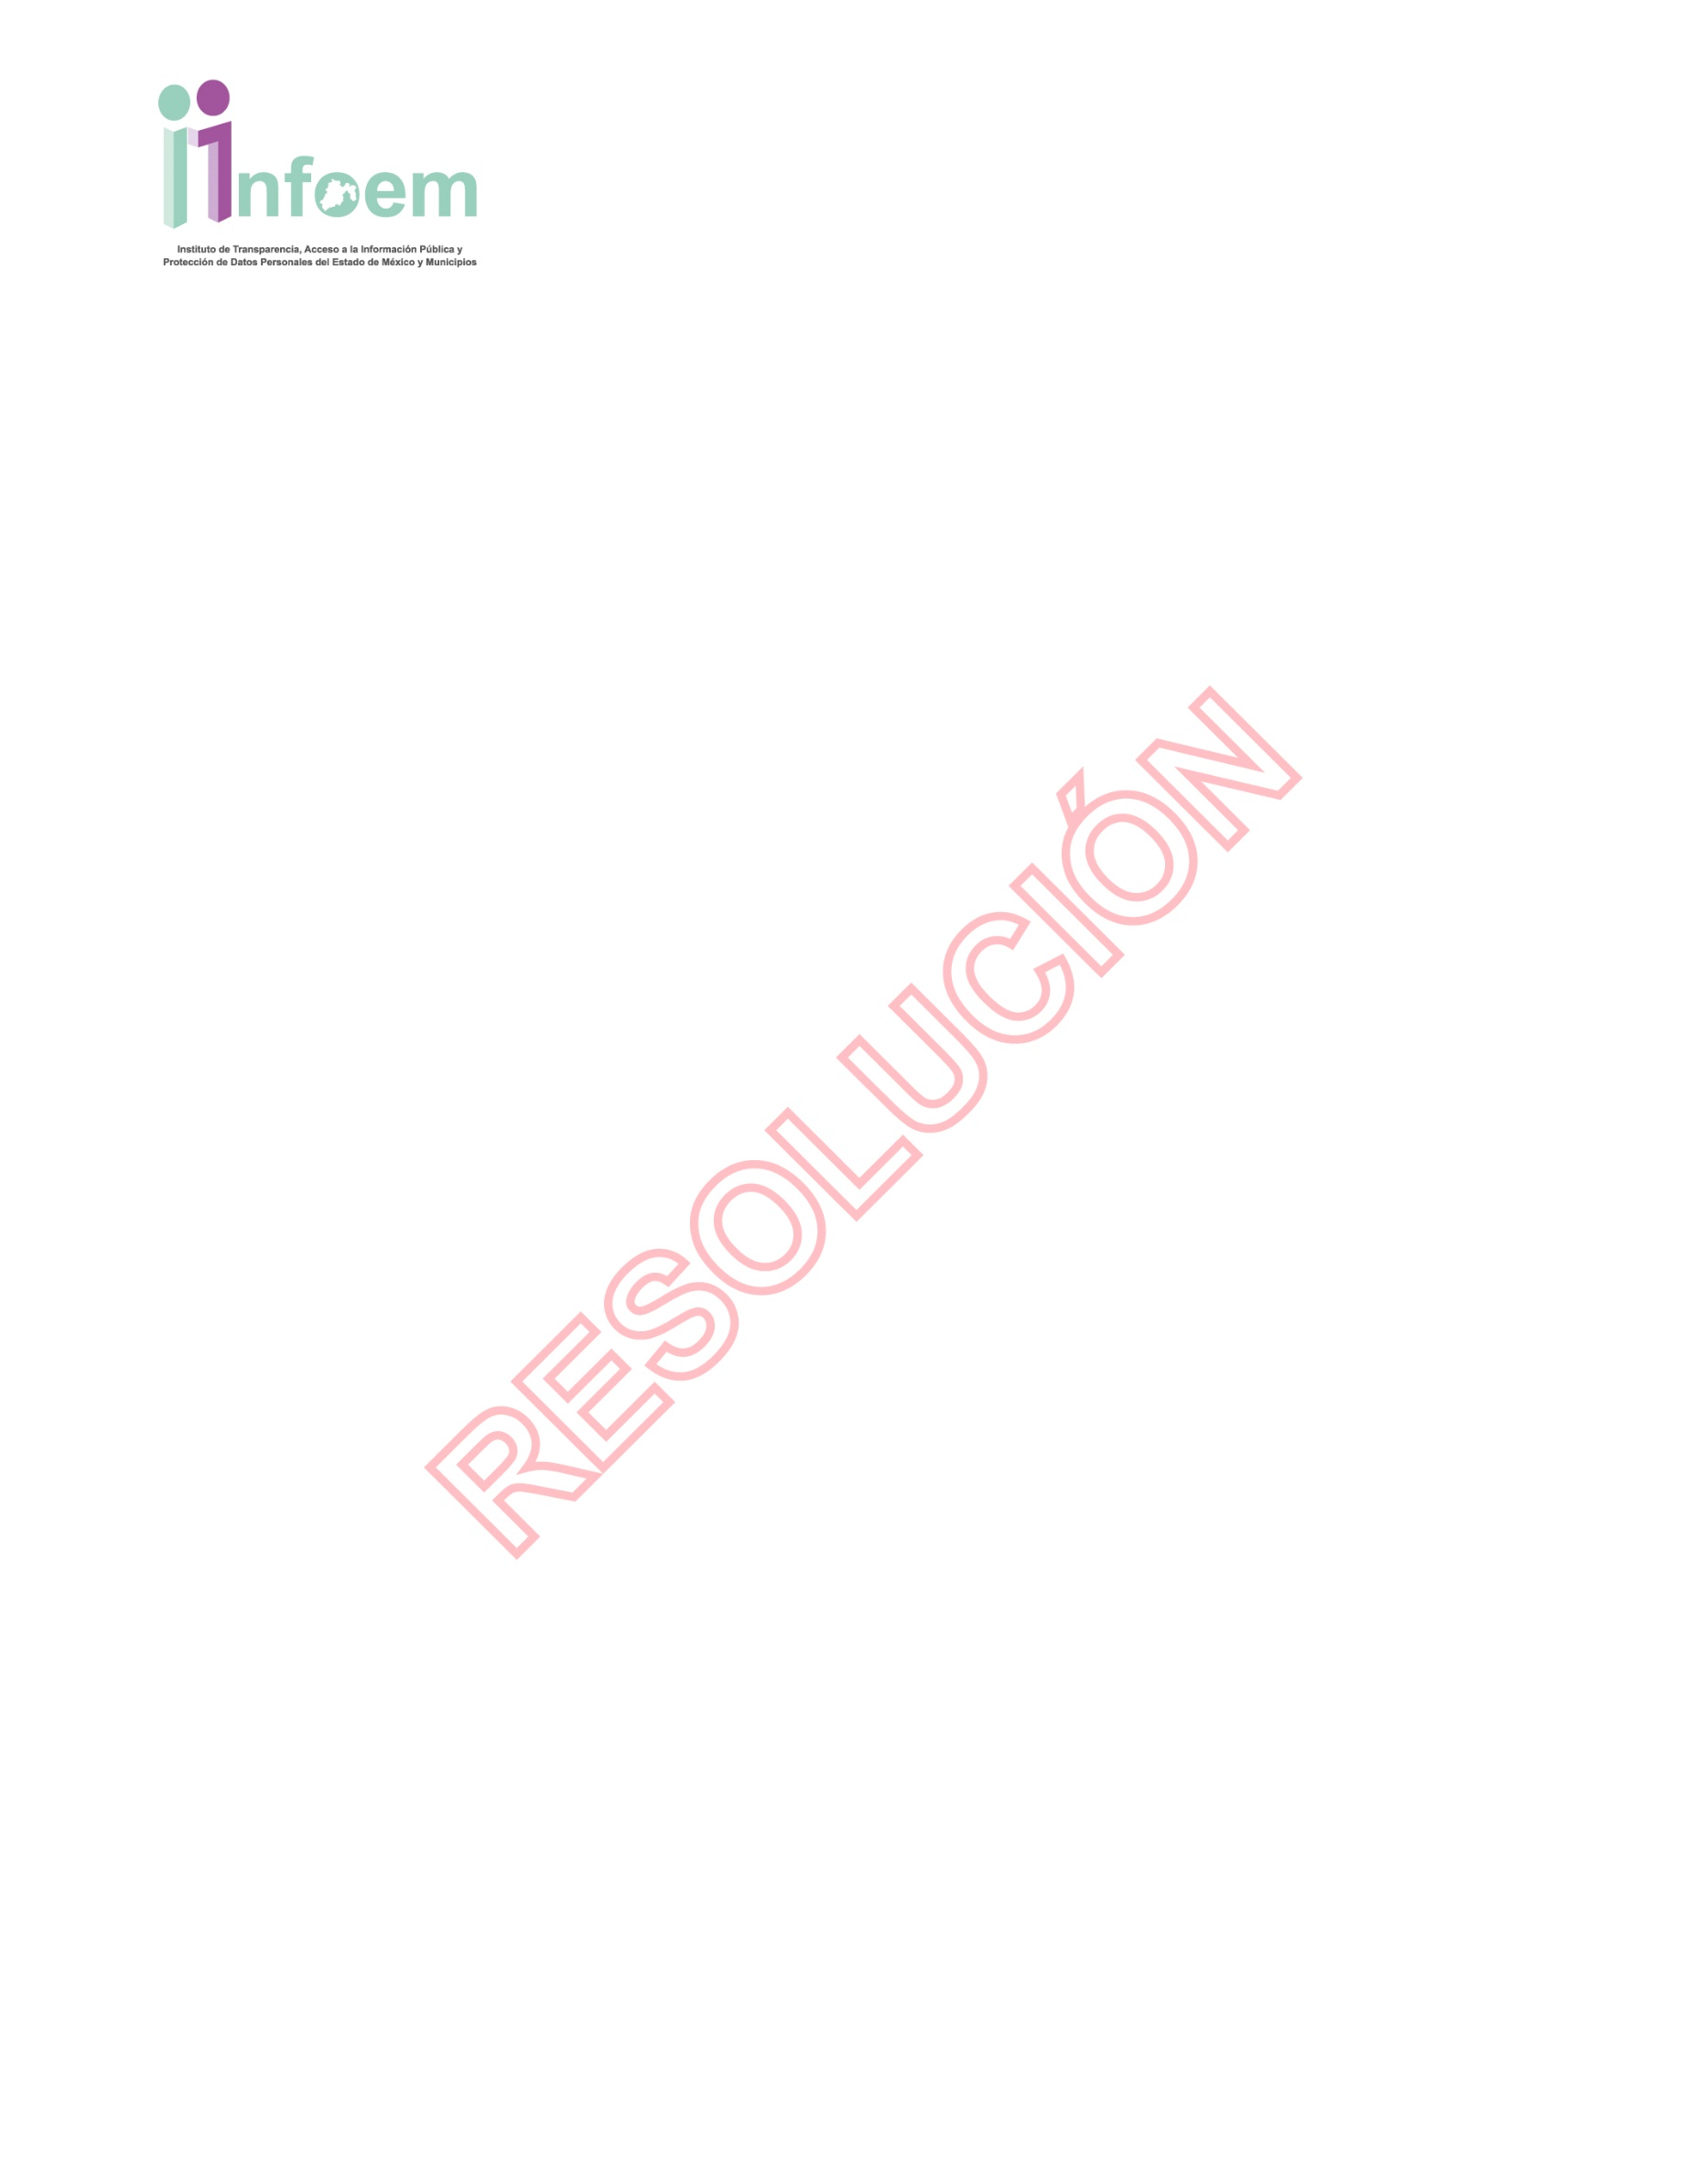 infoem
Instituto de Transparencia, Acceso a la Información Pública y
Protección de Datos Personales del Estado de México y Municipios
RESOLUCIÓN